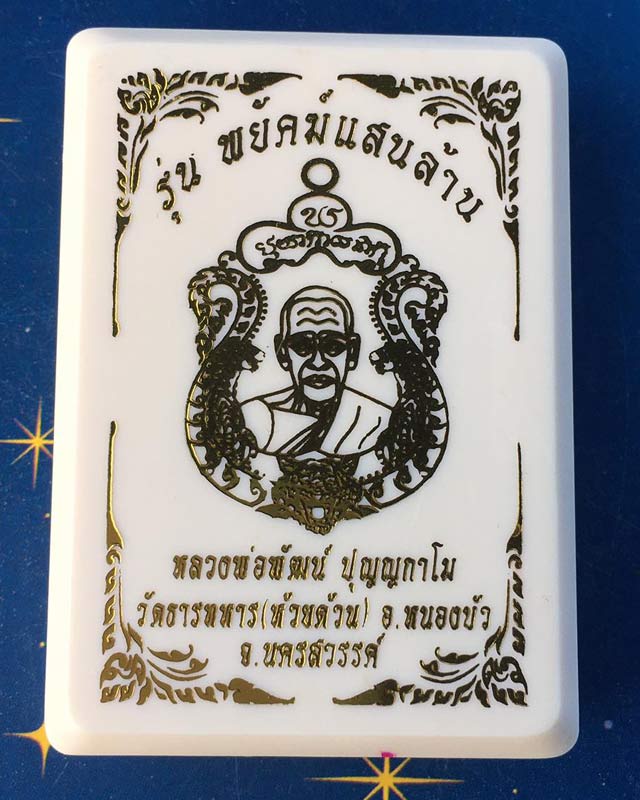 รุ่น พยัคฆ์แสนล้าน
หลวงพ่อพัฒน์ ปุญญกาโม
วัดธารทหาร(ห้วยด้วน) อ.หนองบัว
จ.นครสวรรค์